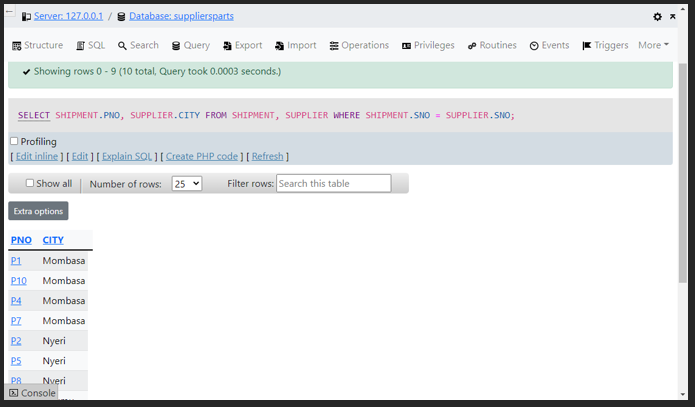 Server: 127.0.0.1 / Database: suppliersparts
Structure SQL Search Query Export Import Operations Privileges Routines Events Triggers More
Showing rows 0 - 9 (10 total, Query took 0.0003 seconds.)
SELECT SHIPMENT.PNO, SUPPLIER.CITY FROM SHIPMENT, SUPPLIER WHERE SHIPMENT.SNO = SUPPLIER.SNO;
Profiling
[ Edit inline ] [ Edit ] [ Explain SQL ] [ Create PHP code ] [ Refresh ]
Show all | Number of rows: 25 Filter rows: Search this table
Extra options
PNO CITY
P1 Mombasa
P10 Mombasa
P4 Mombasa
P7 Mombasa
P2 Nyeri
P5 Nyeri
P8 Nyeri
Console